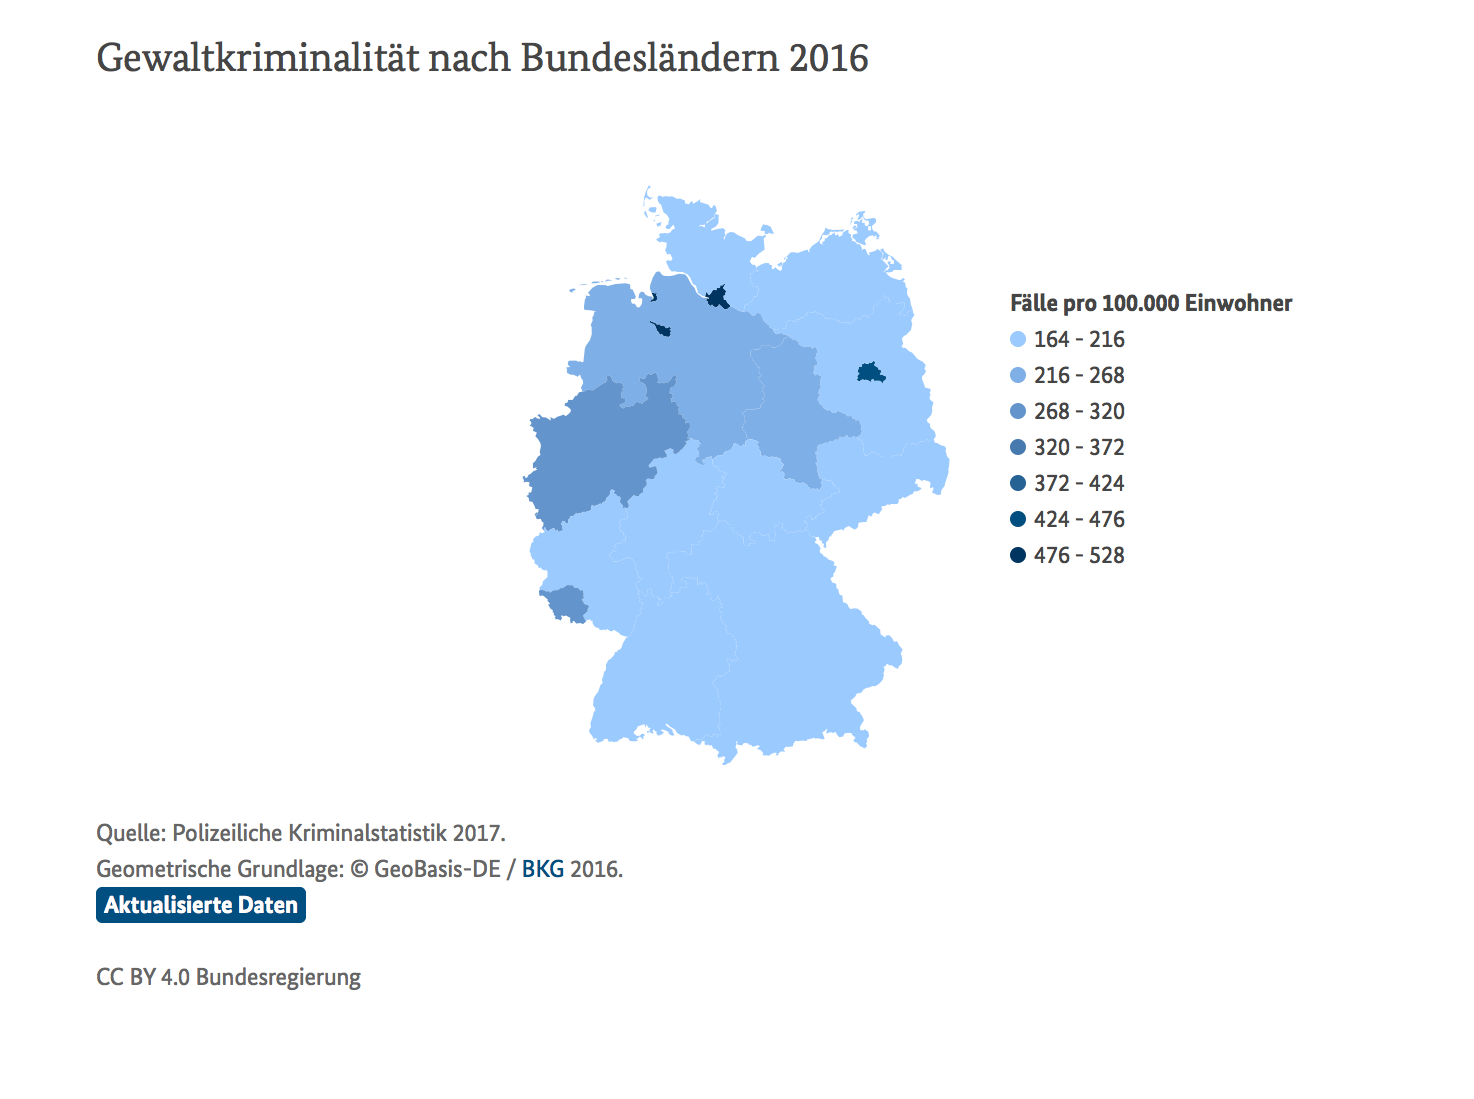 Gewaltkriminalität nach Bundesländern 2016
Fälle pro 100.000 Einwohner
164 - 216
216 - 268
268 - 320
320 - 372
372 - 424
424 - 476
476 - 528
Quelle: Polizeiliche Kriminalstatistik 2017.
Geometrische Grundlage: © GeoBasis-DE / BKG 2016.
Aktualisierte Daten
CC BY 4.0 Bundesregierung